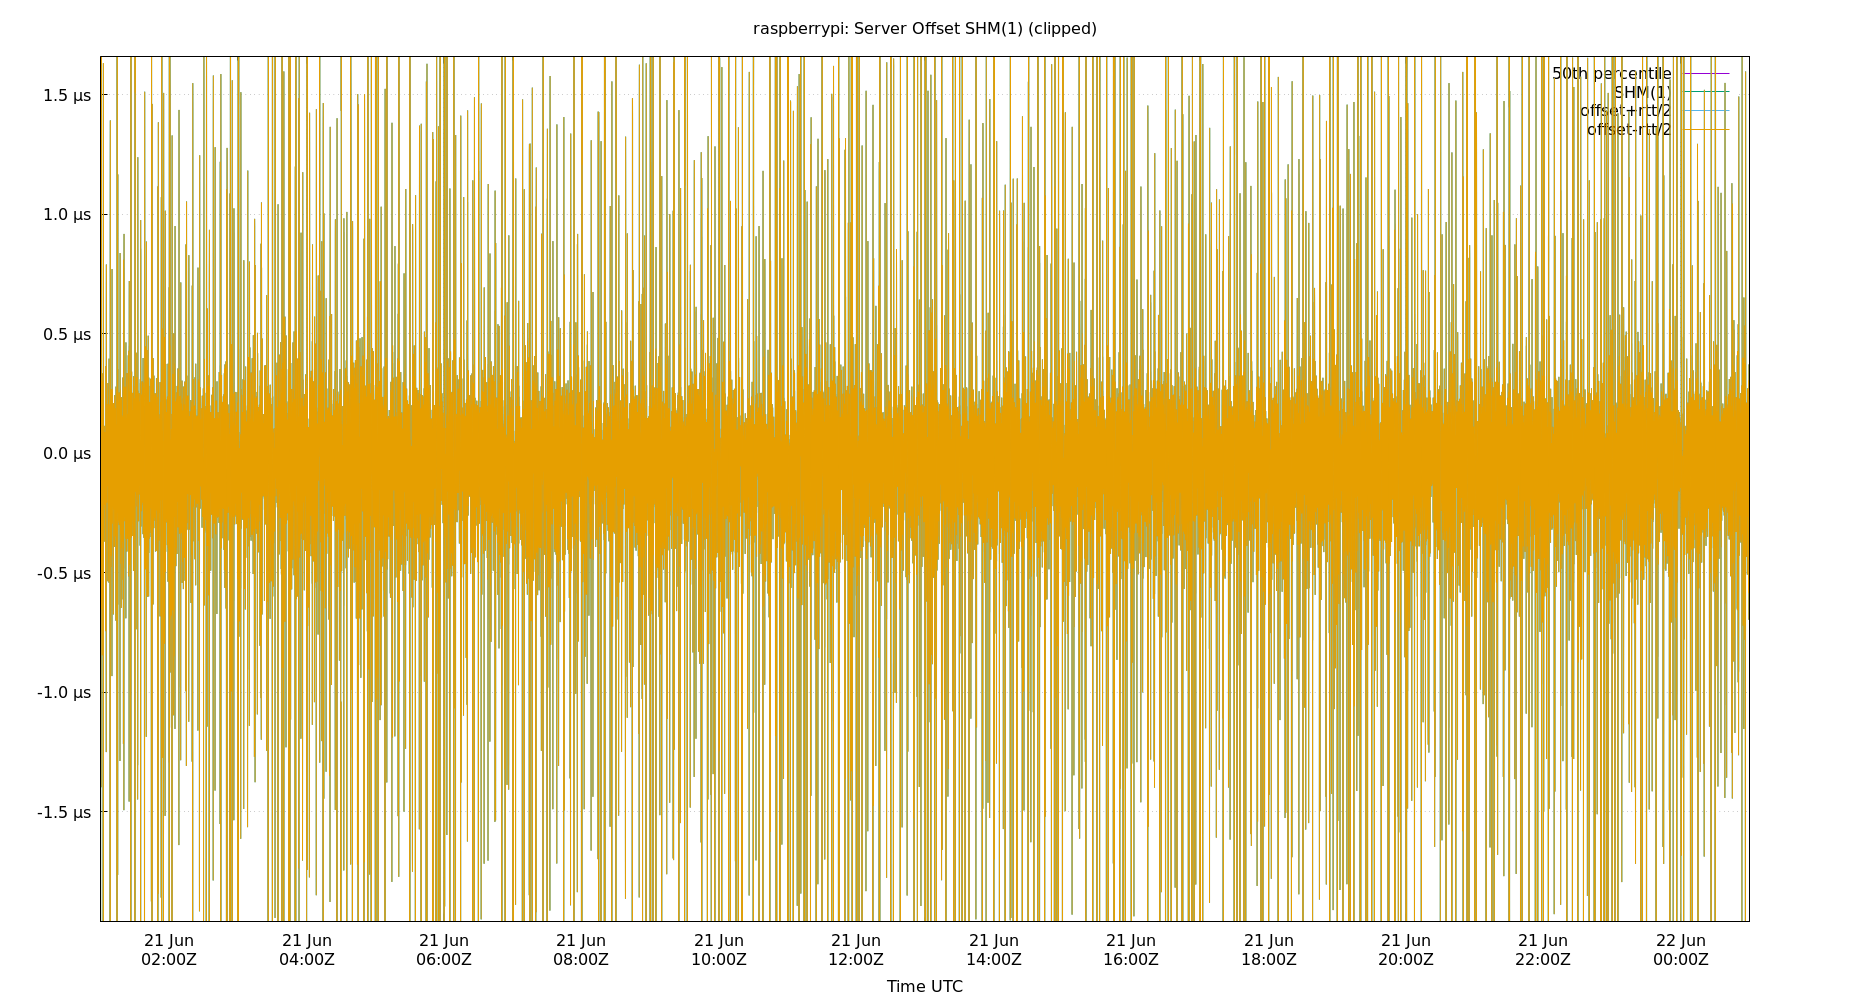 raspberrypi: Server Offset SHM(1) (clipped)
50th percentile
SHM(1)
offset+rtt/2
offset-rtt/2
1.5 µs
1.0 µs
0.5 µs
0.0 µs
-0.5 µs
-1.0 µs
-1.5 µs
21 Jun 21 Jun 21 Jun 21 Jun 21 Jun 21 Jun 21 Jun 21 Jun 21 Jun 21 Jun 21 Jun 22 Jun
02:00Z 04:00Z 06:00Z 08:00Z 10:00Z 12:00Z 14:00Z 16:00Z 18:00Z 20:00Z 22:00Z 00:00Z
Time UTC